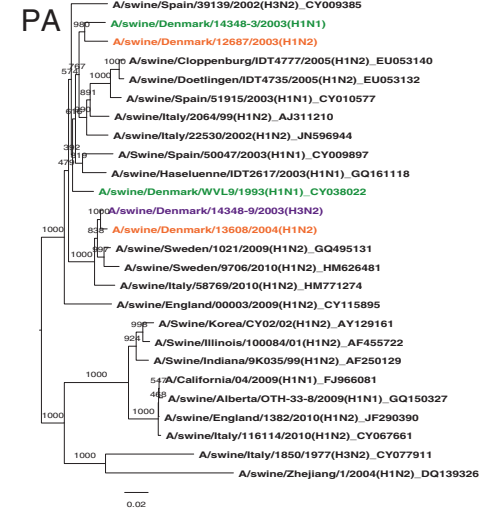 PA
A/swine/Spain/39139/2002(H3N2)_CY009385
A/swine/Denmark/14348-3/2003(H1N1)
980
A/swine/Denmark/12687/2003(H1N2)
1000
A/swine/Cloppenburg/IDT4777/2005(H1N2)_EU053140
767
574
1000
A/swine/Doetlingen/IDT4735/2005(H1N2)_EU053132
891
A/swine/Spain/51915/2003(H1N1)_CY010577
A/swine/Italy/2064/99(H1N2)_AJ311210
A/swine/Italy/22530/2002(H1N2)_JN596944
392
A/Swine/Spain/50047/2003(H1N1)_CY009897
479
A/swine/Haseluenne/IDT2617/2003(H1N1)_GQ161118
A/swine/Denmark/WVL9/1993(H1N1)_CY038022
1000
A/swine/Denmark/14348-9/2003(H3N2)
1000
838
A/swine/Denmark/13608/2004(H1N2)
A/swine/Sweden/1021/2009(H1N2)_GQ495131
1000
A/swine/Sweden/9706/2010(H1N2)_HM626481
A/swine/Italy/58769/2010(H1N2)_HM771274
A/swine/England/00003/2009(H1N2)_CY115895
998
A/Swine/Korea/CY02/02(H1N2)_AY129161
924
A/Swine/Illinois/100084/01(H1N2)_AF455722
A/Swine/Indiana/9K035/99(H1N2)_AF250129
1000
547
A/California/04/2009(H1N1)_FJ966081
468
A/swine/Alberta/OTH-33-8/2009(H1N1)_GQ150327
1000
1000
A/swine/England/1382/2010(H1N2)_JF290390
A/swine/Italy/116114/2010(H1N2)_CY067661
1000
A/swine/Italy/1850/1977(H3N2)_CY077911
A/swine/Zhejiang/1/2004(H1N2)_DQ139326
0.02